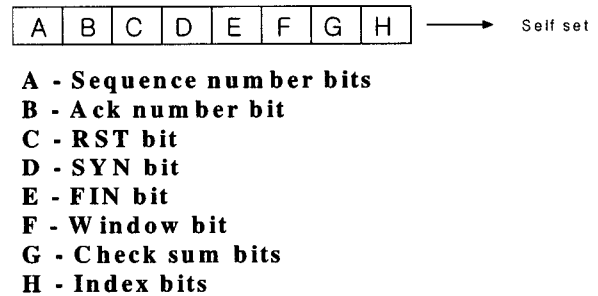 A B C D E F G H Self set
A - Sequence number bits
B - Ack number bit
C - RST bit
D - SYN bit
E - FIN bit
F - Window bit
G - Check sum bits
H - Index bits